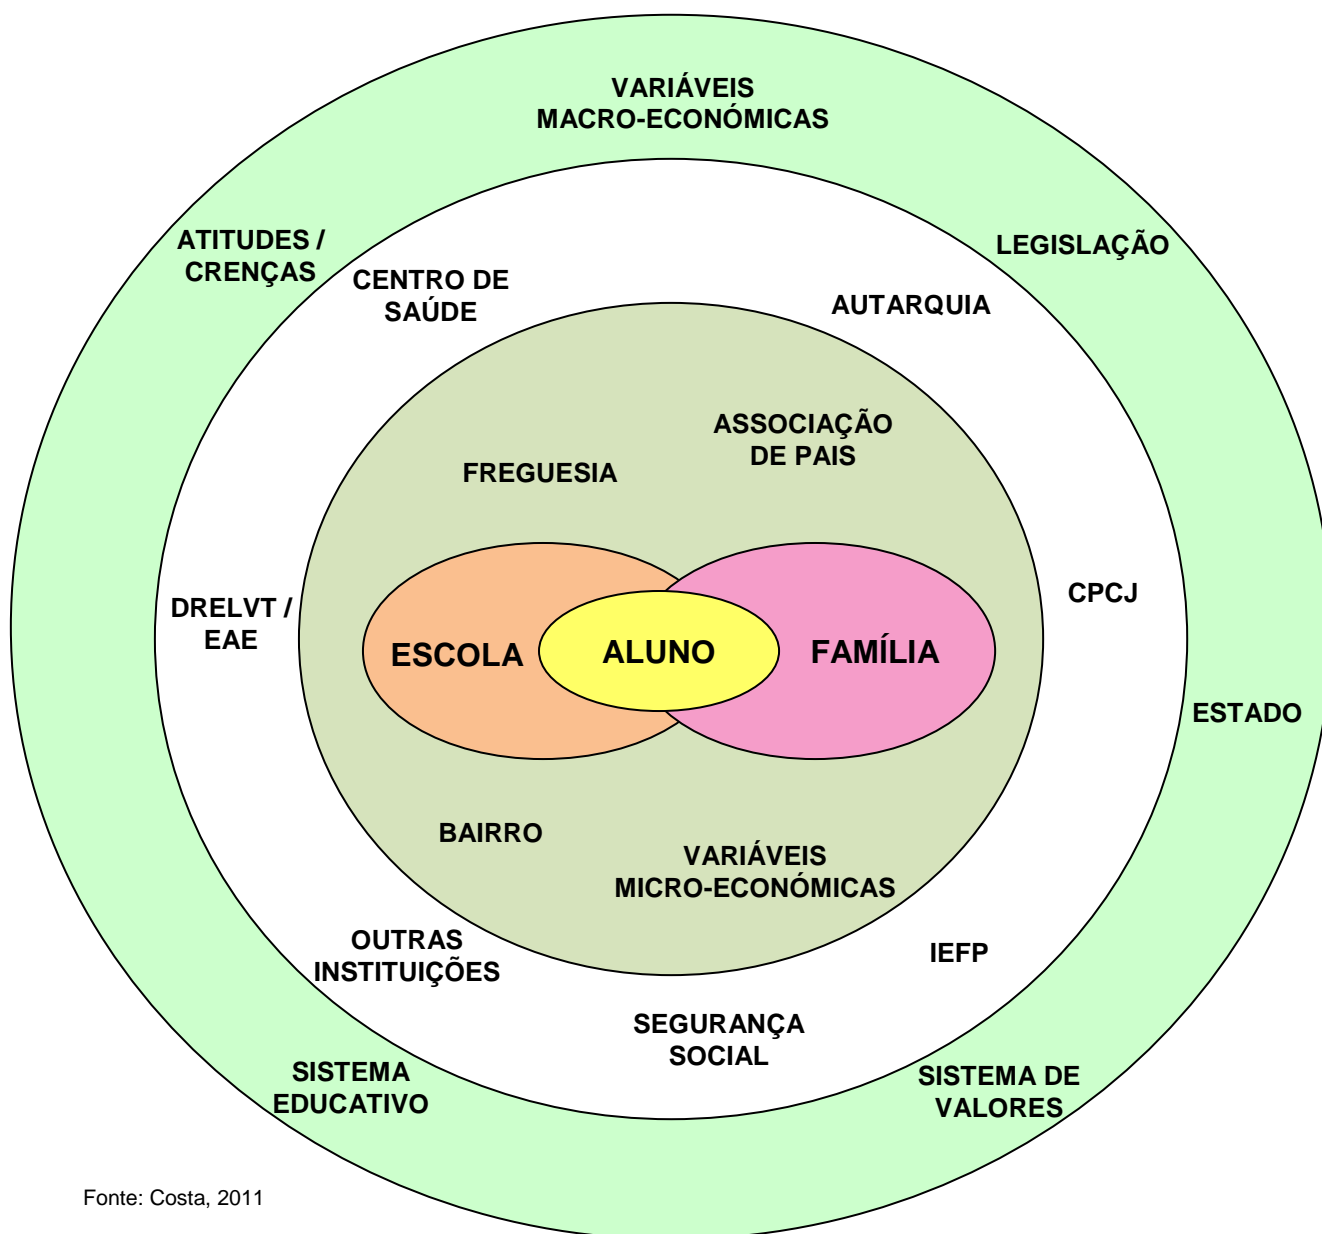 VARIÁVEIS
MACRO-ECONÓMICAS
ATITUDES /
CRENÇAS
LEGISLAÇÃO
CENTRO DE
SAÚDE
AUTARQUIA
ASSOCIAÇÃO
DE PAIS
FREGUESIA
DRELVT /
EAE
CPCJ
ESCOLA
ALUNO
FAMÍLIA
ESTADO
BAIRRO
VARIÁVEIS
MICRO-ECONÓMICAS
OUTRAS
INSTITUIÇÕES
IEFP
SEGURANÇA
SOCIAL
SISTEMA
EDUCATIVO
SISTEMA DE
VALORES
Fonte: Costa, 2011